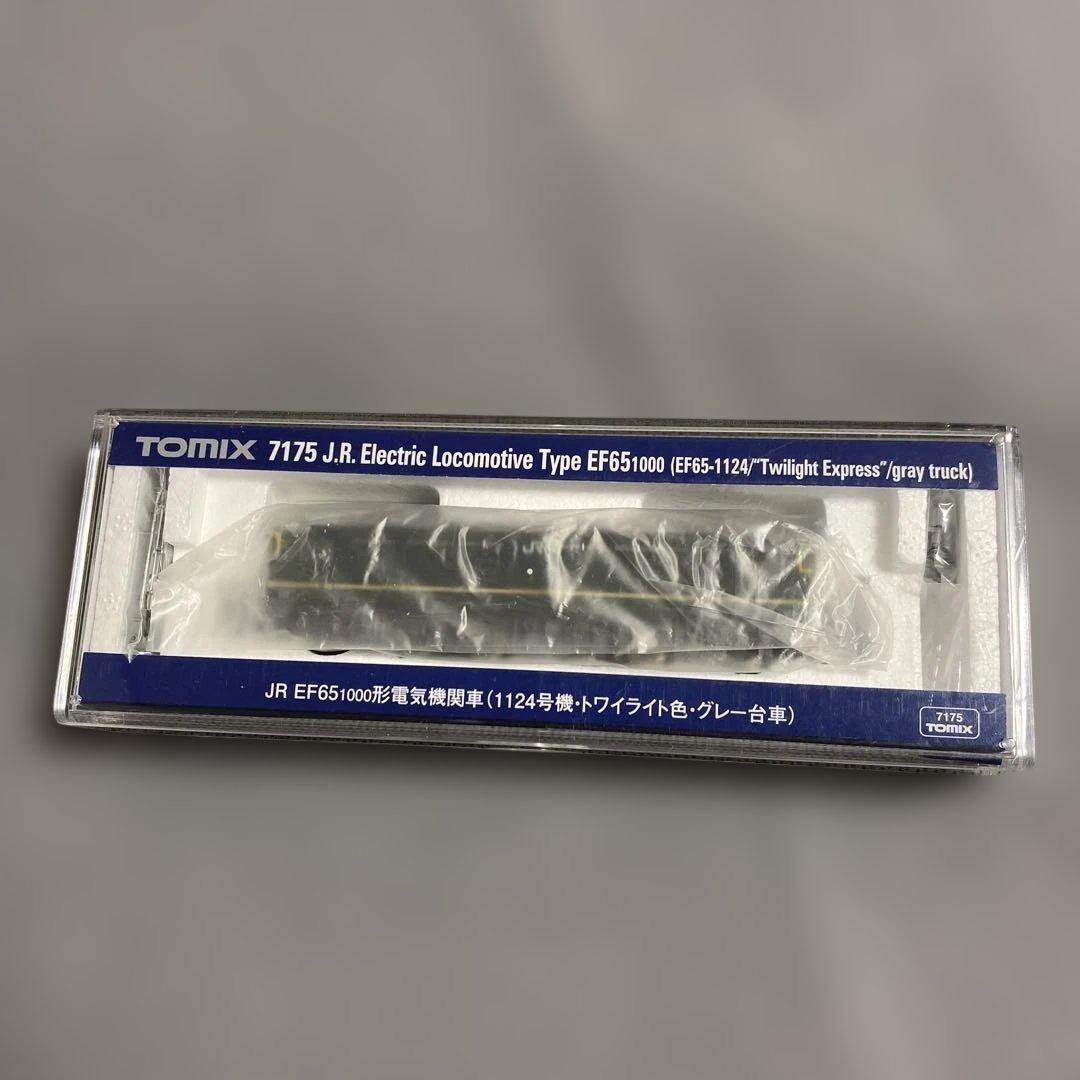 TOMIX 7175 J.R. Electric Locomotive Type EF651000 (EF65-1124/"Twilight Express"/gray truck)
JR EF651000形電気機関車(1124号機・トワイライト色・グレー台車)
7175
TOMIX